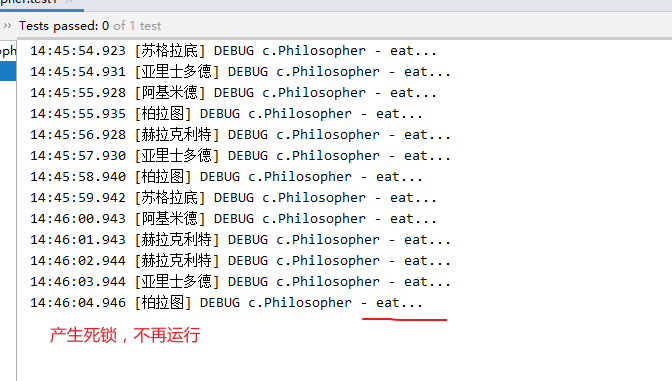 Tests passed: 0 of 1 test
14:45:54.923 [苏格拉底] DEBUG c.Philosopher - eat...
14:45:54.931 [亚里士多德] DEBUG c.Philosopher - eat...
14:45:55.928 [阿基米德] DEBUG c.Philosopher - eat...
14:45:55.935 [柏拉图] DEBUG c.Philosopher - eat...
14:45:56.928 [赫拉克利特] DEBUG c.Philosopher - eat...
14:45:57.930 [亚里士多德] DEBUG c.Philosopher - eat...
14:45:58.940 [柏拉图] DEBUG c.Philosopher - eat...
14:45:59.942 [苏格拉底] DEBUG c.Philosopher - eat...
14:46:00.943 [阿基米德] DEBUG c.Philosopher - eat...
14:46:01.943 [赫拉克利特] DEBUG c.Philosopher - eat...
14:46:02.944 [赫拉克利特] DEBUG c.Philosopher - eat...
14:46:03.944 [亚里士多德] DEBUG c.Philosopher - eat...
14:46:04.946 [柏拉图] DEBUG c.Philosopher - eat...
产生死锁，不再运行